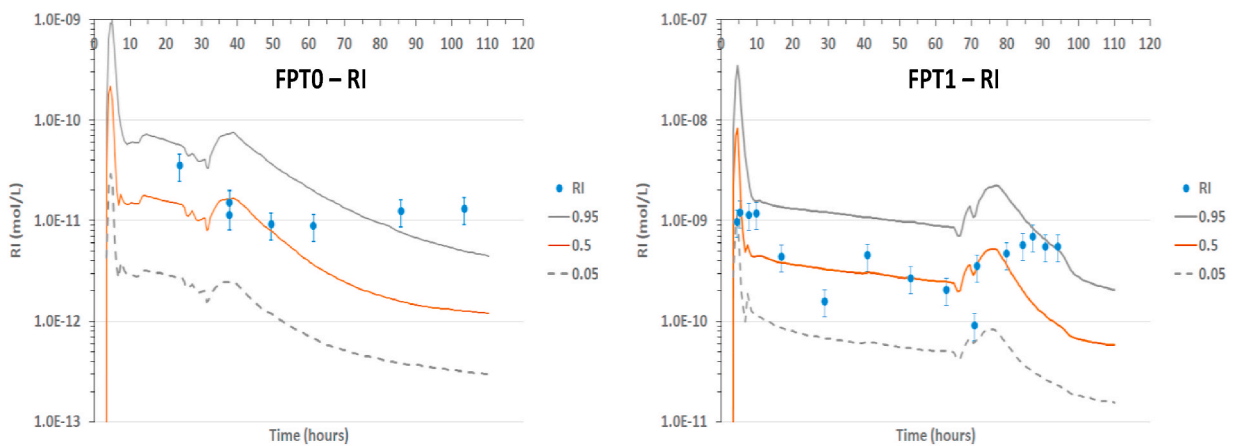 1.0E-09
0 10 20 30 40 50 60 70 80 90 100 110 120
FPT0 – RI
1.0E-10
RI (mol/L)
1.0E-11
1.0E-12
1.0E-13
Time (hours)
RI
0.95
0.5
0.05
1.0E-07
0 10 20 30 40 50 60 70 80 90 100 110 120
FPT1 – RI
1.0E-08
RI (mol/L)
1.0E-09
1.0E-10
1.0E-11
Time (hours)
RI
0.95
0.5
0.05